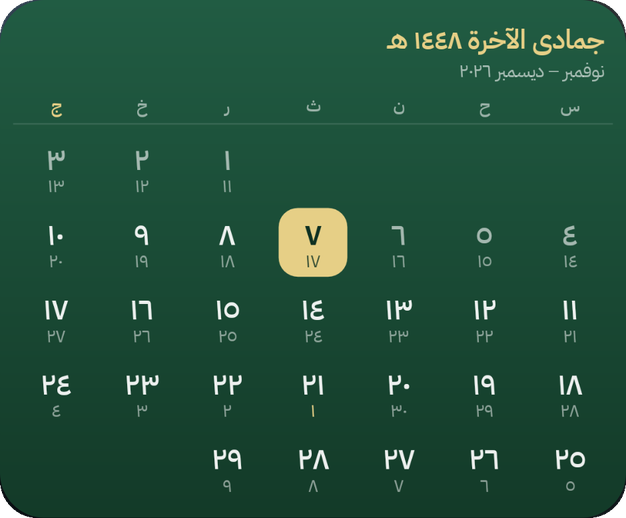 جمادى الآخرة ١٤٤٨ هـ
نوفمبر – ديسمبر ٢٠٢٦
س ح ن ث ر خ ج
١ ٢ ٣
١١ ١٢ ١٣
٤ ٥ ٦ ٧ ٨ ٩ ١٠
١٤ ١٥ ١٦ ١٧ ١٨ ١٩ ٢٠
١١ ١٢ ١٣ ١٤ ١٥ ١٦ ١٧
٢١ ٢٢ ٢٣ ٢٤ ٢٥ ٢٦ ٢٧
١٨ ١٩ ٢٠ ٢١ ٢٢ ٢٣ ٢٤
٢٨ ٢٩ ٣٠ ١ ٢ ٣ ٤
٢٥ ٢٦ ٢٧ ٢٨ ٢٩
٥ ٦ ٧ ٨ ٩